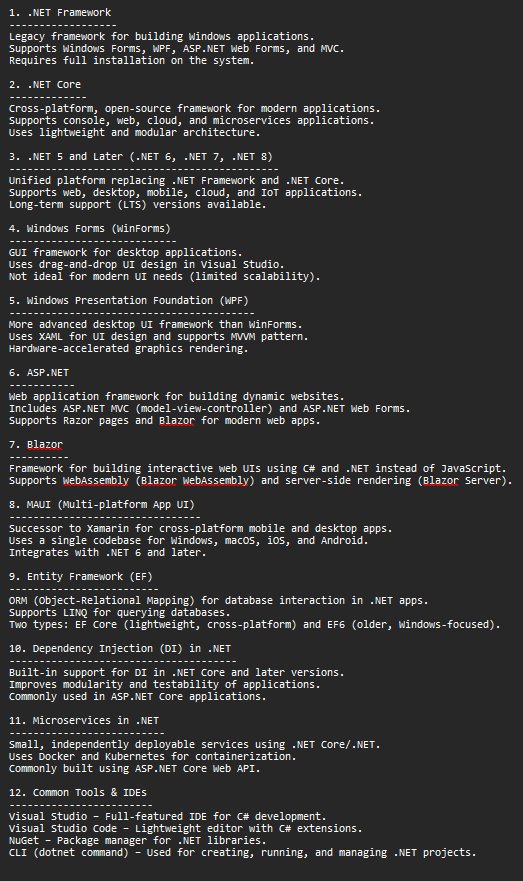 1. .NET Framework
------------------
Legacy framework for building Windows applications.
Supports Windows Forms, WPF, ASP.NET Web Forms, and MVC.
Requires full installation on the system.
2. .NET Core
-------------
Cross-platform, open-source framework for modern applications.
Supports console, web, cloud, and microservices applications.
Uses lightweight and modular architecture.
3. .NET 5 and Later (.NET 6, .NET 7, .NET 8)
---------------------------------------------
Unified platform replacing .NET Framework and .NET Core.
Supports web, desktop, mobile, cloud, and IoT applications.
Long-term support (LTS) versions available.
4. Windows Forms (WinForms)
----------------------------
GUI framework for desktop applications.
Uses drag-and-drop UI design in Visual Studio.
Not ideal for modern UI needs (limited scalability).
5. Windows Presentation Foundation (WPF)
-----------------------------------------
More advanced desktop UI framework than WinForms.
Uses XAML for UI design and supports MVVM pattern.
Hardware-accelerated graphics rendering.
6. ASP.NET
-----------
Web application framework for building dynamic websites.
Includes ASP.NET MVC (model-view-controller) and ASP.NET Web Forms.
Supports Razor pages and Blazor for modern web apps.
7. Blazor
----------
Framework for building interactive web UIs using C# and .NET instead of JavaScript.
Supports WebAssembly (Blazor WebAssembly) and server-side rendering (Blazor Server).
8. MAUI (Multi-platform App UI)
--------------------------------
Successor to Xamarin for cross-platform mobile and desktop apps.
Uses a single codebase for Windows, macOS, iOS, and Android.
Integrates with .NET 6 and later.
9. Entity Framework (EF)
-------------------------
ORM (Object-Relational Mapping) for database interaction in .NET apps.
Supports LINQ for querying databases.
Two types: EF Core (lightweight, cross-platform) and EF6 (older, Windows-focused).
10. Dependency Injection (DI) in .NET
--------------------------------------
Built-in support for DI in .NET Core and later versions.
Improves modularity and testability of applications.
Commonly used in ASP.NET Core applications.
11. Microservices in .NET
--------------------------
Small, independently deployable services using .NET Core/.NET.
Uses Docker and Kubernetes for containerization.
Commonly built using ASP.NET Core Web API.
12. Common Tools & IDEs
------------------------
Visual Studio – Full-featured IDE for C# development.
Visual Studio Code – Lightweight editor with C# extensions.
NuGet – Package manager for .NET libraries.
CLI (dotnet command) – Used for creating, running, and managing .NET projects.